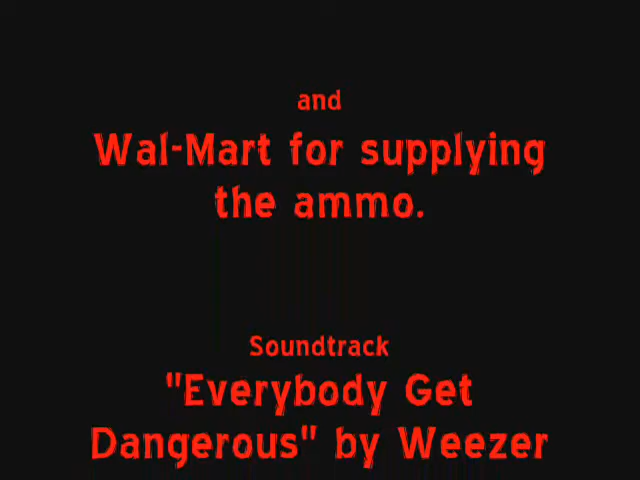 and
Wal-Mart for supplying
the ammo.
Soundtrack
"Everybody Get
Dangerous" by Weezer